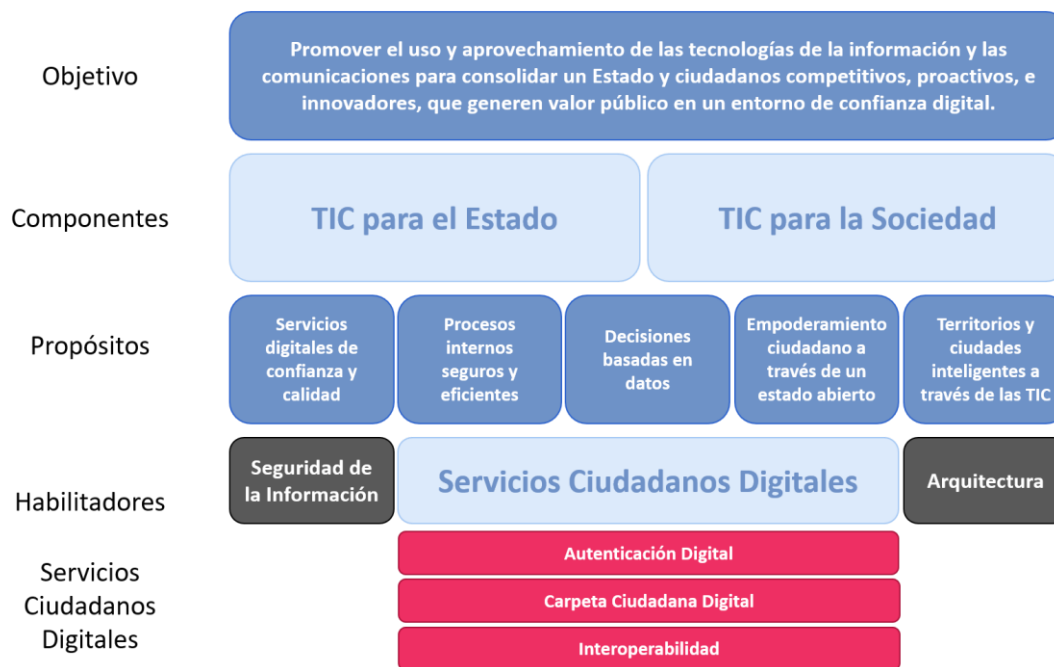 Objetivo
Promover el uso y aprovechamiento de las tecnologías de la información y las
comunicaciones para consolidar un Estado y ciudadanos competitivos, proactivos, e
innovadores, que generen valor público en un entorno de confianza digital.
Componentes
TIC para el Estado
TIC para la Sociedad
Propósitos
Servicios
digitales de
confianza y
calidad
Procesos
internos
seguros y
eficientes
Decisiones
basadas en
datos
Empoderamiento
ciudadano a
través de un
estado abierto
Territorios y
ciudades
inteligentes a
través de las TIC
Habilitadores
Seguridad de
la Información
Servicios Ciudadanos Digitales
Arquitectura
Servicios
Ciudadanos
Digitales
Autenticación Digital
Carpeta Ciudadana Digital
Interoperabilidad